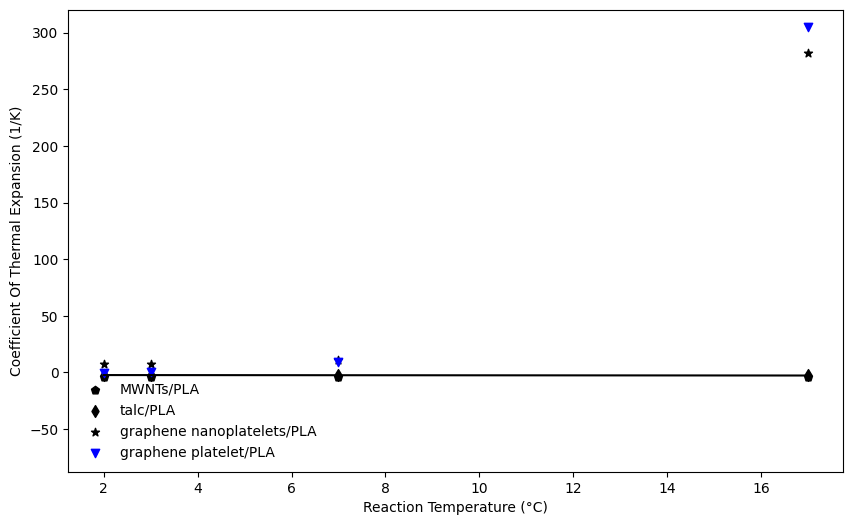 300
250
200
150
100
50
0
−50
Coefficient Of Thermal Expansion (1/K)
MWNTs/PLA
talc/PLA
graphene nanoplatelets/PLA
graphene platelet/PLA
2 4 6 8 10 12 14 16
Reaction Temperature (°C)